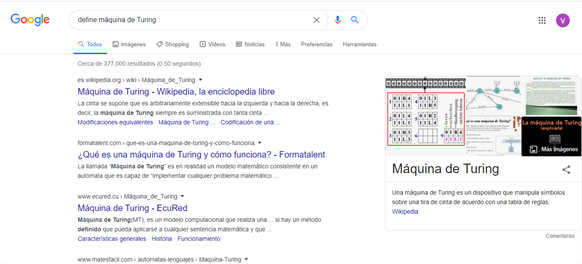 Google
define:máquina de Turing
V
Todos
Imágenes
Shopping
Vídeos
Noticias
Más
Preferencias
Herramientas
Cerca de 377,000 resultados (0.50 segundos)
es.wikipedia.org › wiki › Máquina_de_Turing
Máquina de Turing - Wikipedia, la enciclopedia libre
La cinta se supone que es arbitrariamente extensible hacia la izquierda y hacia la derecha, es
decir, la máquina de Turing siempre es suministrada con tanta cinta ...
Modificaciones equivalentes · Máquina de Turing ... · Codificación de una ...
formatalent.com › que-es-una-maquina-de-turing-y-como-funciona
¿Qué es una máquina de Turing y cómo funciona? - Formatalent
La llamada "Máquina de Turing" es en realidad un modelo matemático consistente en un
autómata que es capaz de "implementar cualquier problema matemático ...
www.ecured.cu › Máquina_de_Turing
Máquina de Turing - EcuRed
Máquina de Turing(MT), es un modelo computacional que realiza una ... si hay un método
definido que pueda aplicarse a cualquier sentencia matemática y que ...
Características generales · Historia · Funcionamiento
www.matesfacil.com › automatas-lenguajes › Maquina-Turing
La máquina de Turing
(explicada)
Más imágenes
Máquina de Turing
Una máquina de Turing es un dispositivo que manipula símbolos
sobre una tira de cinta de acuerdo con una tabla de reglas.
Wikipedia
Comentarios